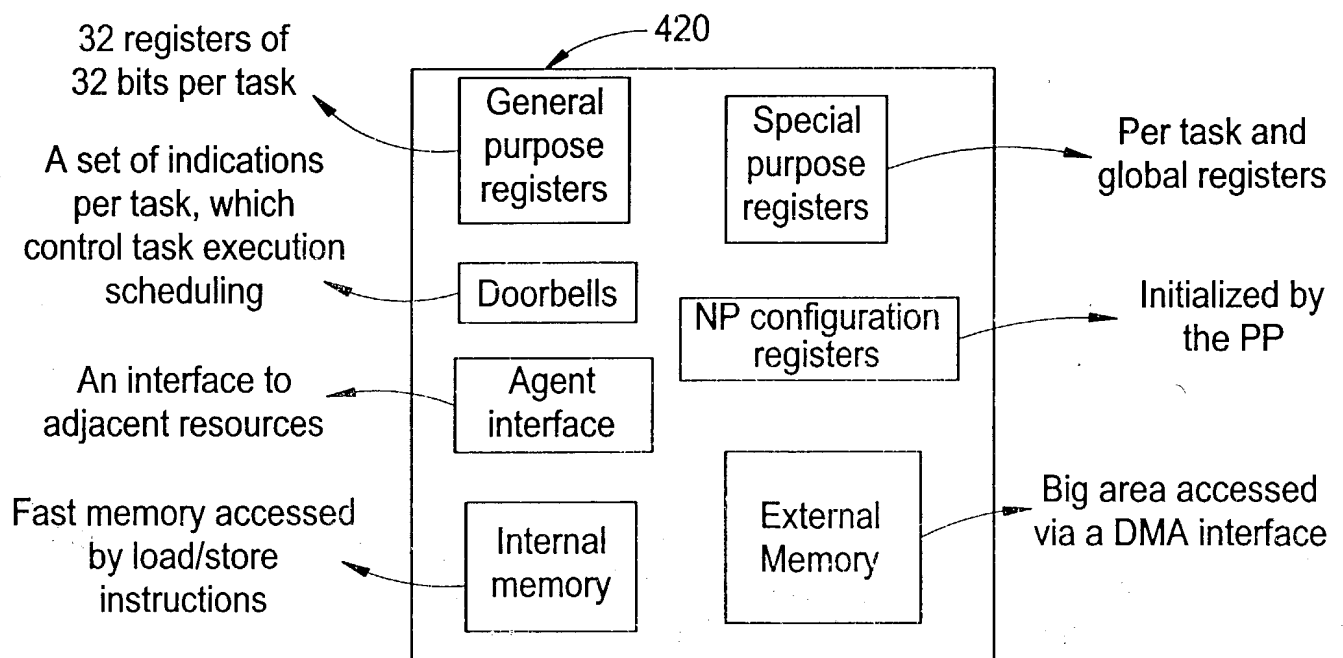 420
32 registers of
32 bits per task
General
purpose
registers
Special
purpose
registers
Per task and
global registers
A set of indications
per task, which
control task execution
scheduling
Doorbells
NP configuration
registers
Initialized by
the PP
An interface to
adjacent resources
Agent
interface
Fast memory accessed
by load/store
instructions
Internal
memory
External
Memory
Big area accessed
via a DMA interface